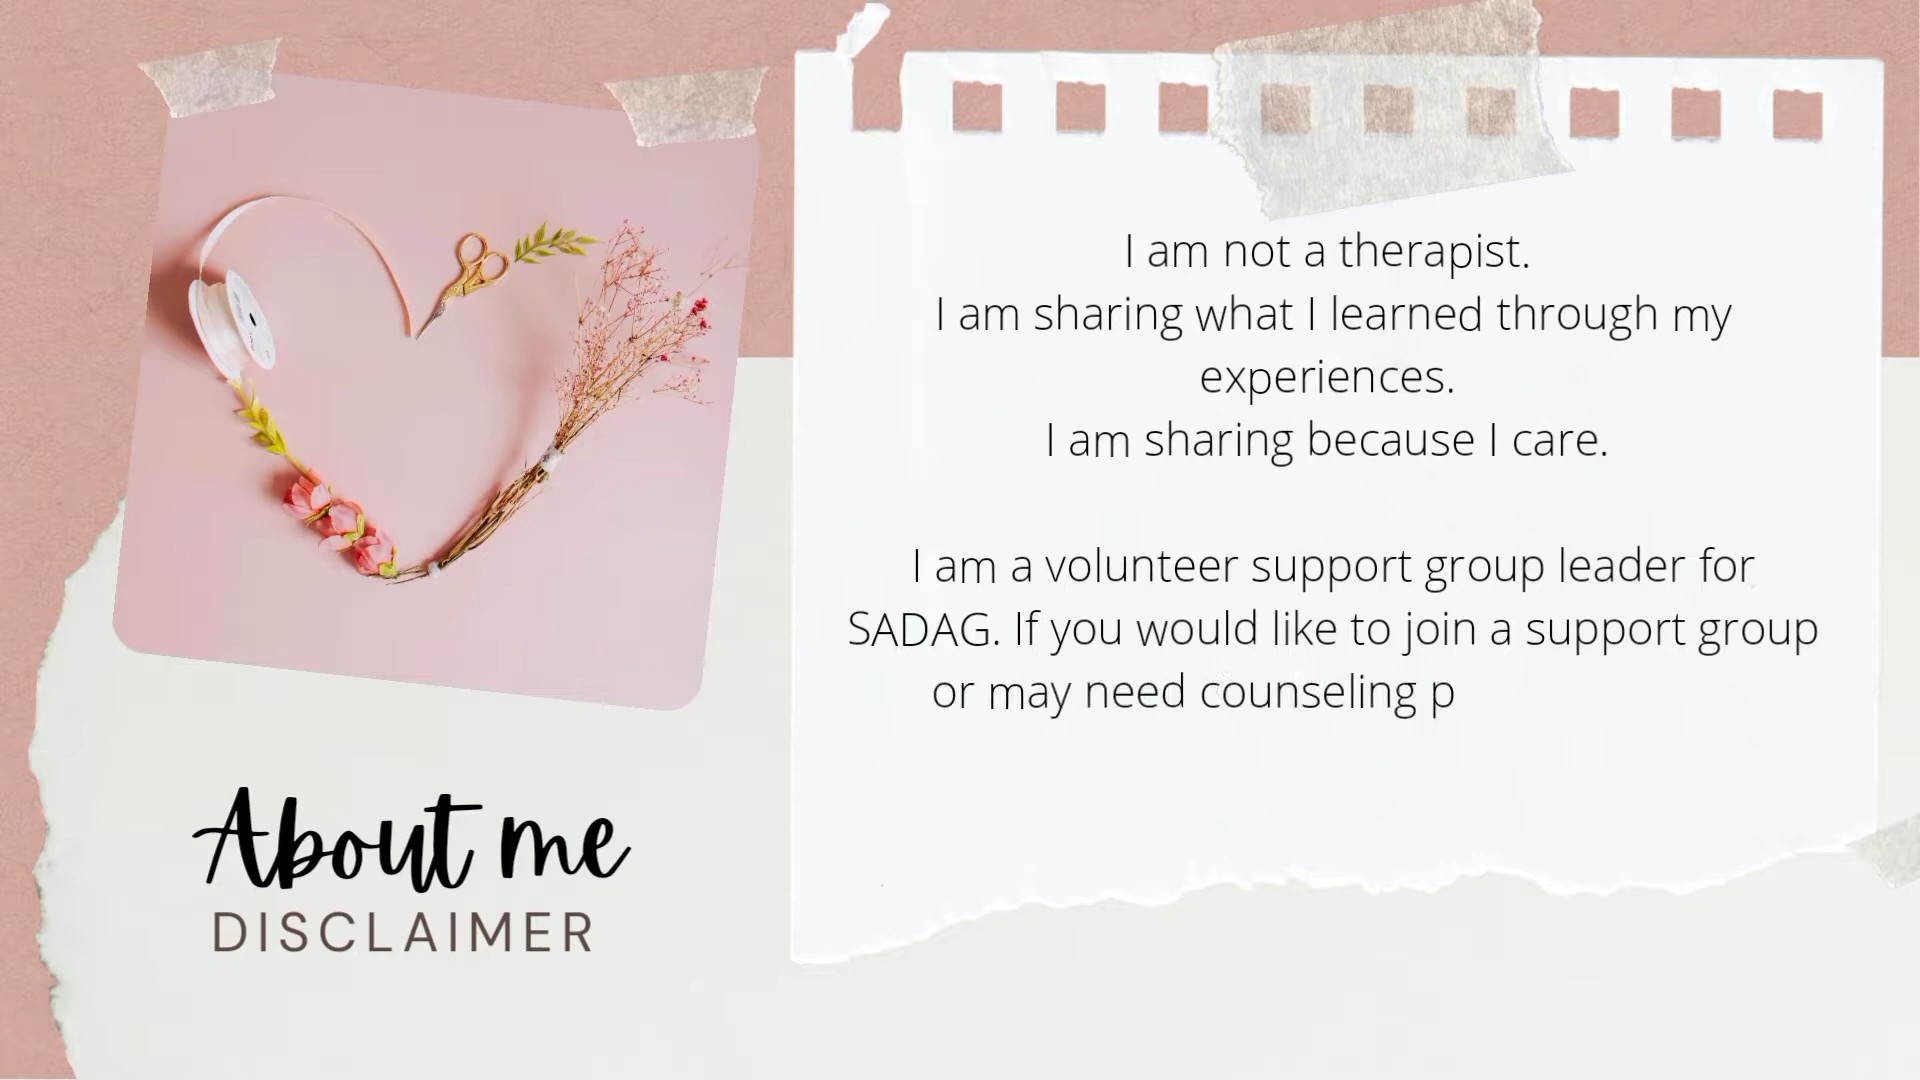 I am not a therapist.
I am sharing what I learned through my
experiences.
I am sharing because I care.
I am a volunteer support group leader for
SADAG. If you would like to join a support group
or may need counseling p
About me
DISCLAIMER